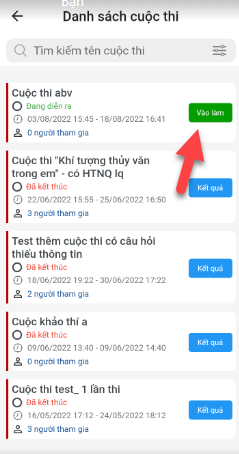 Bạn
Danh sách cuộc thi
Tìm kiếm tên cuộc thi
Cuộc thi abv
Đang diễn ra
03/08/2022 15:45 - 18/08/2022 16:41
0 người tham gia
Vào làm
Cuộc thi "Khí tượng thủy văn
trong em" - có HTNQ lq
Đã kết thúc
22/06/2022 15:55 - 25/06/2022 16:50
3 người tham gia
Kết quả
Test thêm cuộc thi có câu hỏi
thiếu thông tin
Đã kết thúc
18/06/2022 19:22 - 30/06/2022 17:22
2 người tham gia
Kết quả
Cuộc khảo thí a
Đã kết thúc
09/06/2022 13:40 - 09/06/2022 14:40
0 người tham gia
Kết quả
Cuộc thi test_ 1 lần thi
Đã kết thúc
16/05/2022 17:12 - 24/05/2022 18:12
3 người tham gia
Kết quả